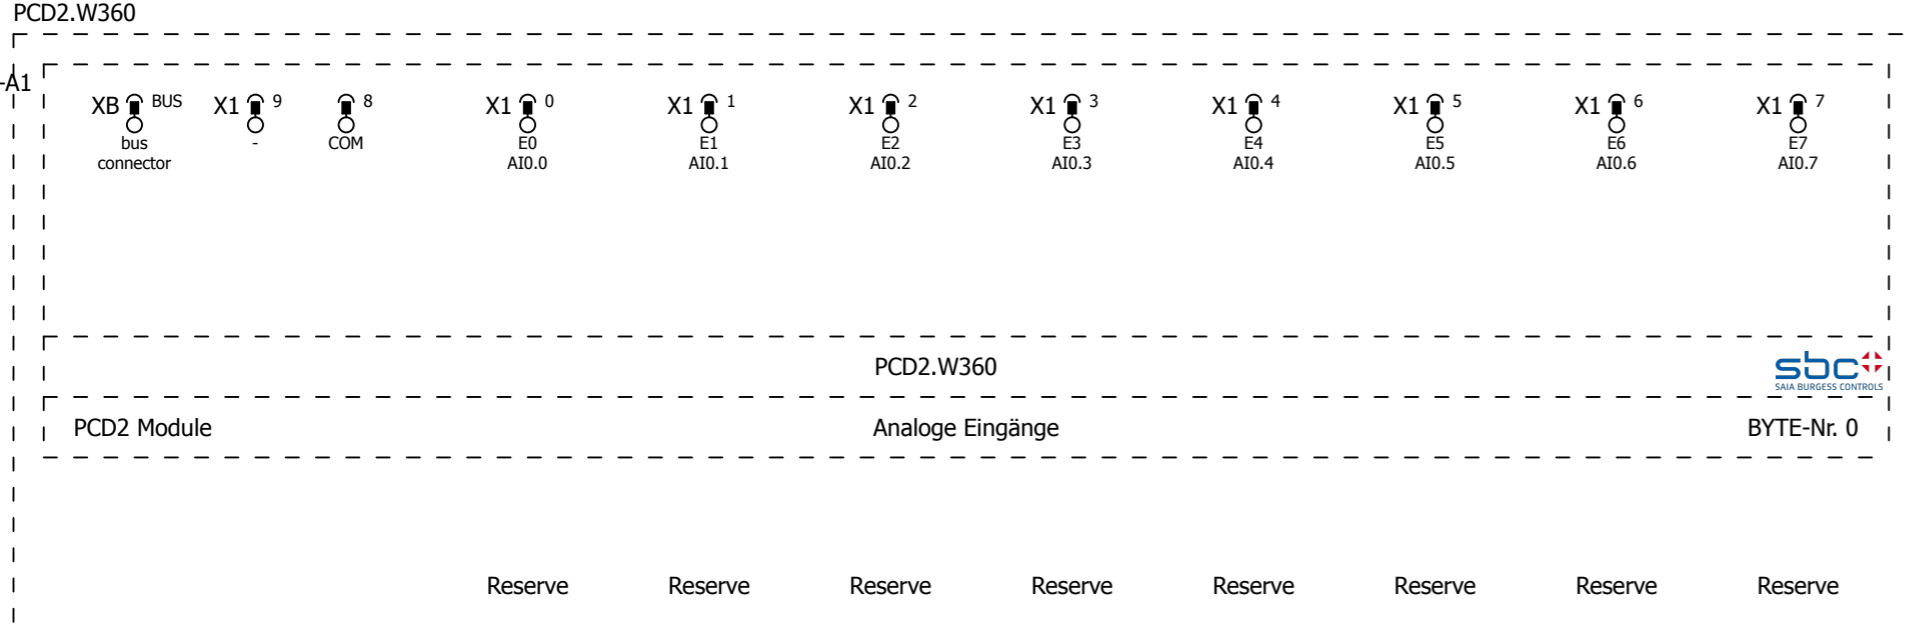 PCD2.W360
-A1
XB BUS X1 9 8 X1 0 X1 1 X1 2 X1 3 X1 4 X1 5 X1 6 X1 7
bus - COM E0 E1 E2 E3 E4 E5 E6 E7
connector AI0.0 AI0.1 AI0.2 AI0.3 AI0.4 AI0.5 AI0.6 AI0.7
PCD2.W360
sbc
SAIA BURGESS CONTROLS
PCD2 Module Analoge Eingänge BYTE-Nr. 0
Reserve Reserve Reserve Reserve Reserve Reserve Reserve Reserve